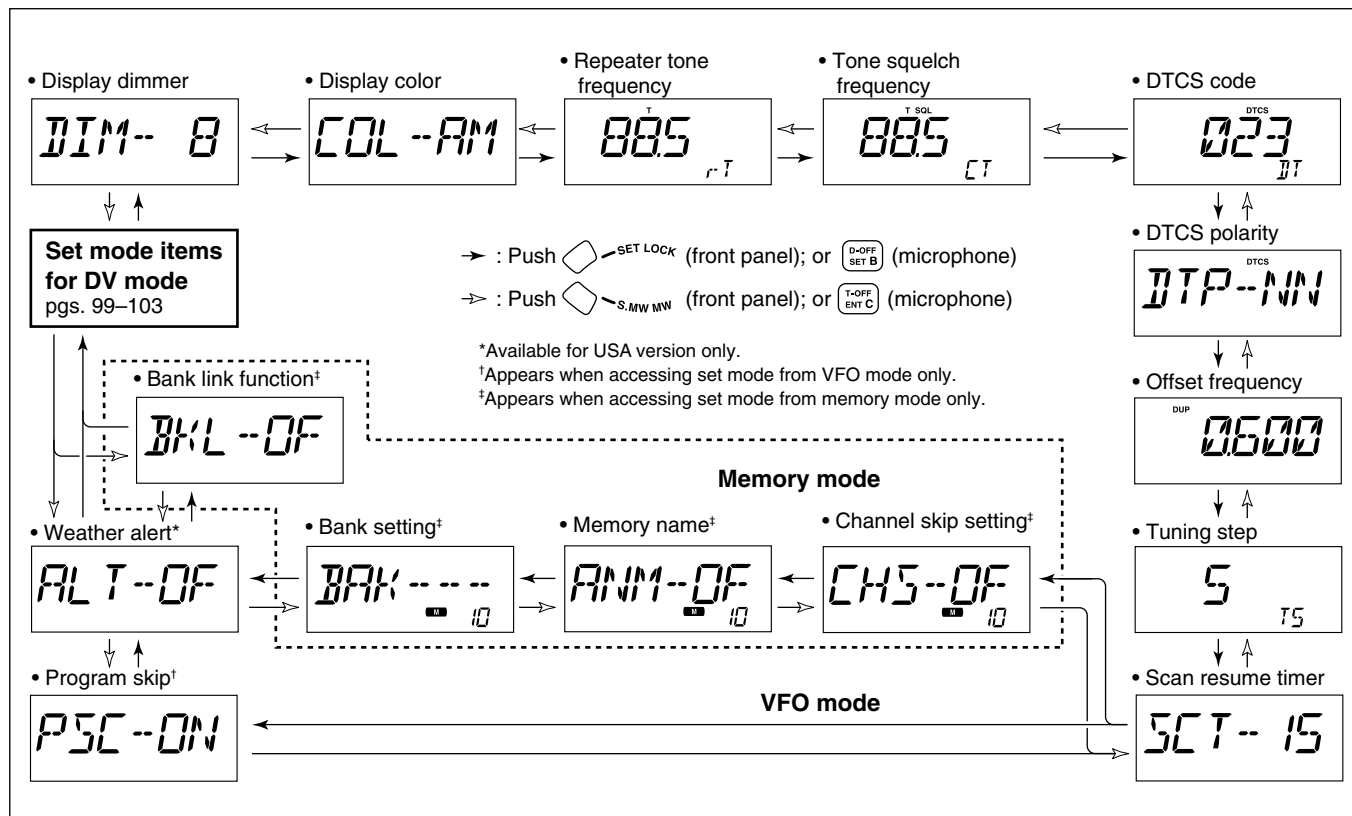 • Display dimmer
DIM- 8
• Display color
COL-AM
• Repeater tone
frequency
T
88.5
rT
• Tone squelch
frequency
T SQL
88.5
CT
• DTCS code
DTCS
023
DT
Set mode items
for DV mode
pgs. 99–103
: Push SET LOCK (front panel); or D-OFF SET B (microphone)
: Push S.MW MW (front panel); or T-OFF ENT C (microphone)
*Available for USA version only.
†Appears when accessing set mode from VFO mode only.
‡Appears when accessing set mode from memory mode only.
• DTCS polarity
DTCS
DTP-NN
• Bank link function‡
BKL-OF
• Offset frequency
DUP
0.600
Memory mode
• Weather alert*
ALT-OF
• Bank setting‡
BAK----
M 10
• Memory name‡
ANM-OF
M 10
• Channel skip setting‡
CHS-OF
M 10
• Tuning step
5
TS
• Program skip†
PSC-ON
VFO mode
• Scan resume timer
SCT-15